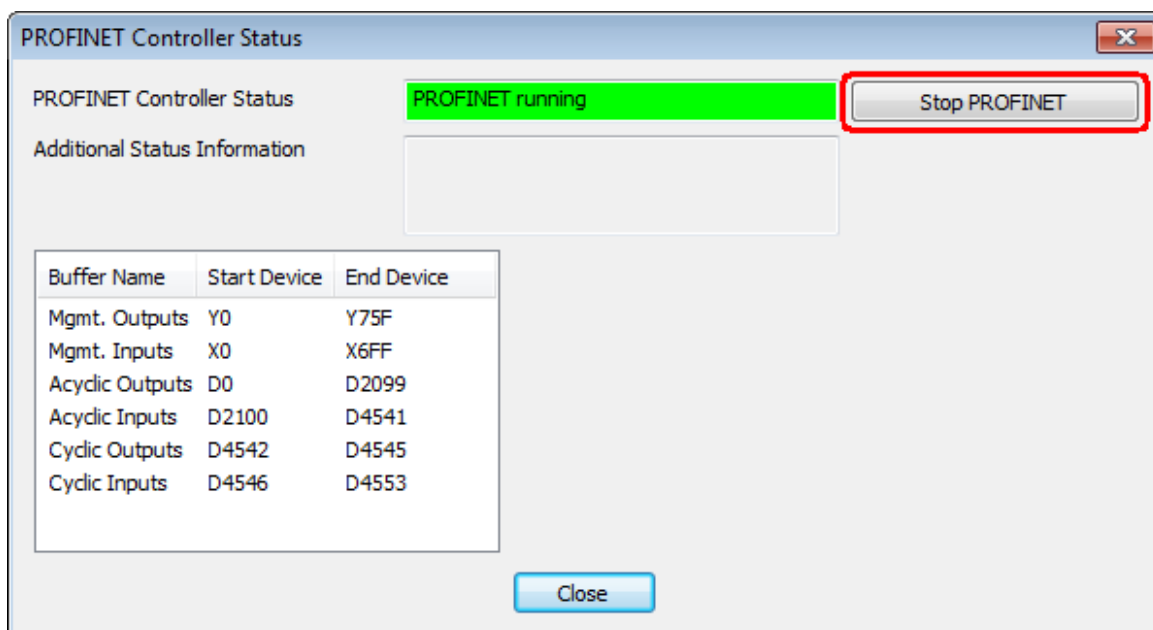 PROFINET Controller Status
PROFINET Controller Status PROFINET running Stop PROFINET
Additional Status Information
Buffer Name Start Device End Device
Mgmt. Outputs Y0 Y75F
Mgmt. Inputs X0 X6FF
Acyclic Outputs D0 D2099
Acyclic Inputs D2100 D4541
Cyclic Outputs D4542 D4545
Cyclic Inputs D4546 D4553
Close